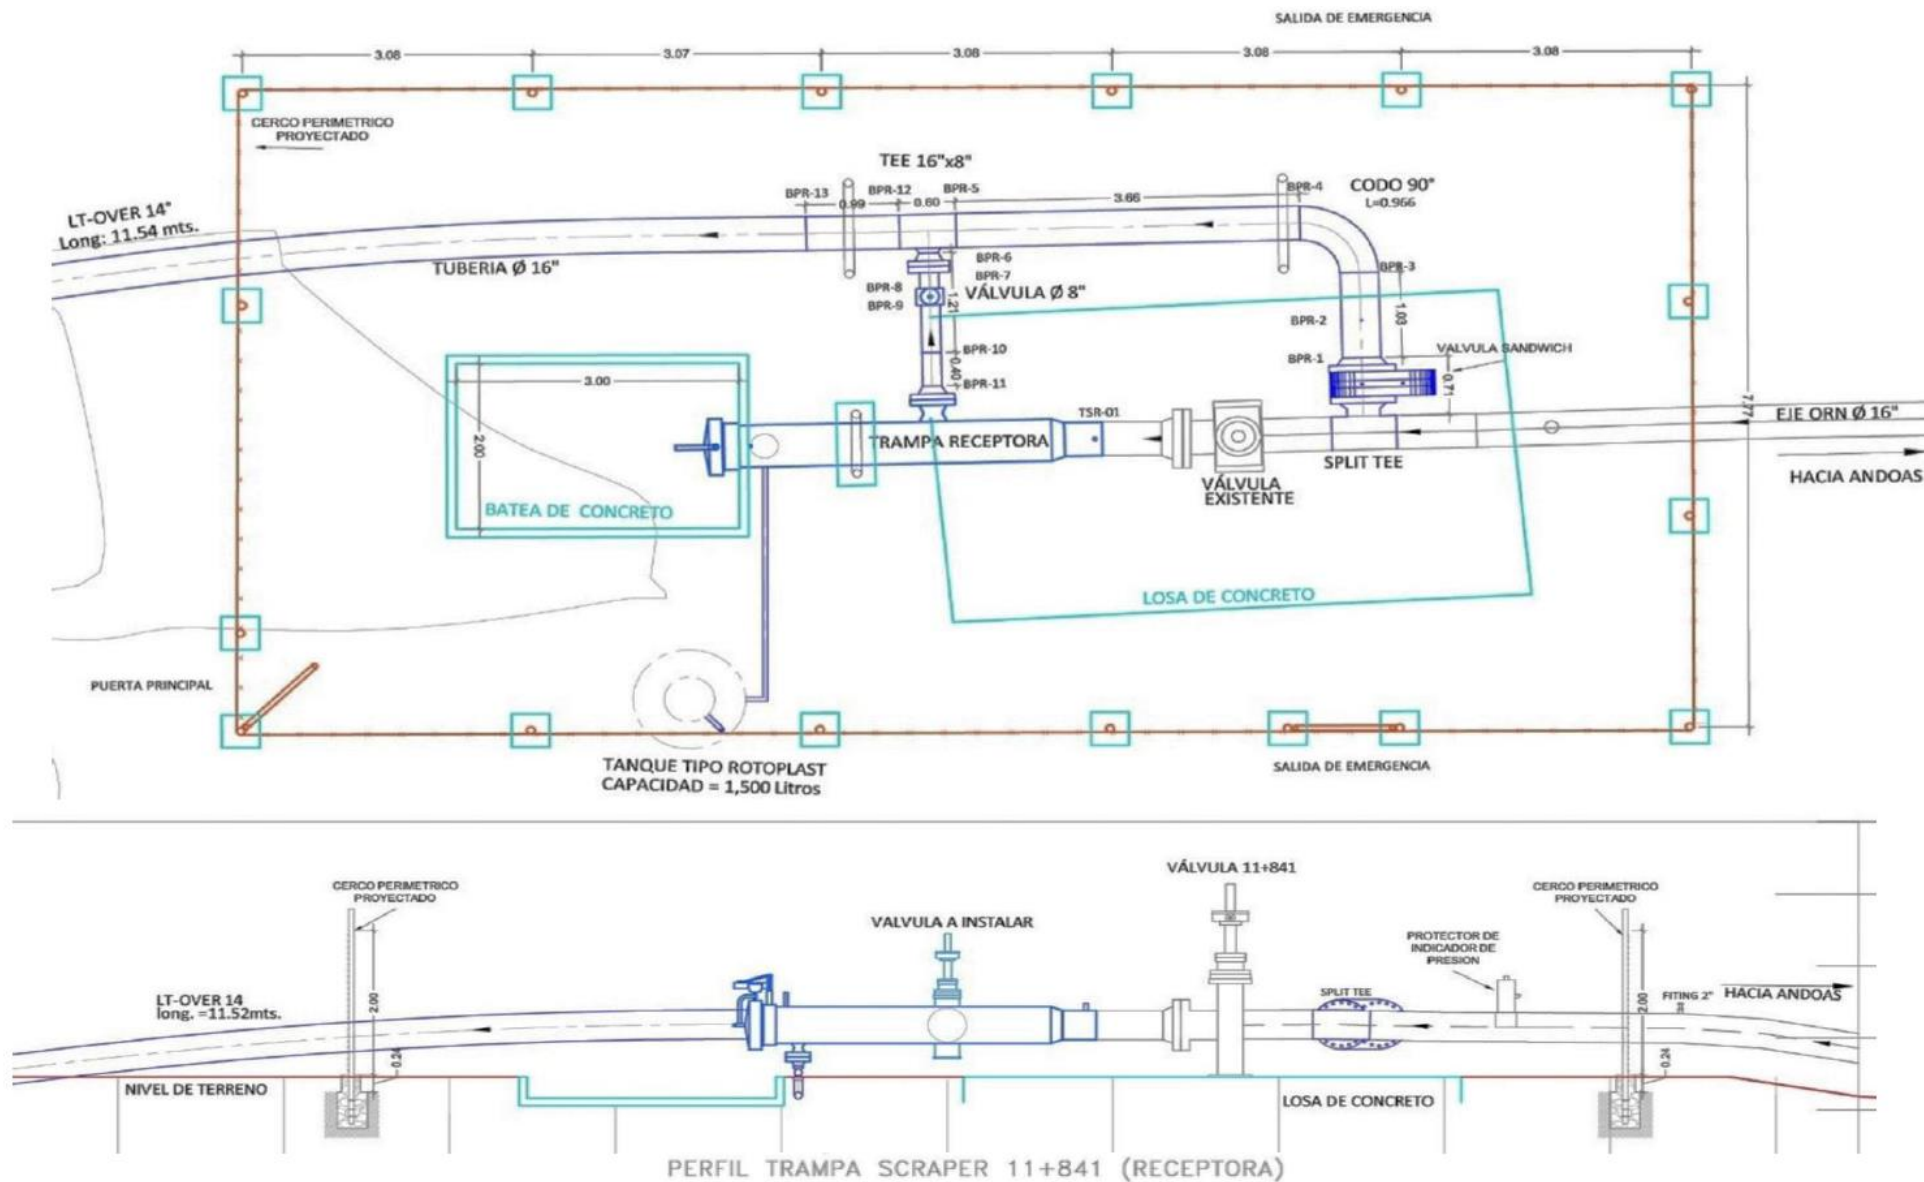 SALIDA DE EMERGENCIA
3.08
3.07
3.08
3.08
3.08
CERCO PERIMETRICO
PROYECTADO
TEE 16"x8"
BPR-13
BPR-12
BPR-5
BPR-4
CODO 90°
L=0.966
0.99
0.60
3.66
LT-OVER 14"
Long: 11.54 mts.
TUBERIA Ø 16"
BPR-6
BPR-7
BPR-8
BPR-9
VÁLVULA Ø 8"
1.21
BPR-3
BPR-2
1.03
BPR-10
BPR-1
VALVULA SANDWICH
0.40
BPR-11
0.71
3.00
2.00
7.77
TSR-01
EJE ORN Ø 16"
TRAMPA RECEPTORA
SPLIT TEE
HACIA ANDOAS
VÁLVULA
EXISTENTE
BATEA DE CONCRETO
LOSA DE CONCRETO
PUERTA PRINCIPAL
TANQUE TIPO ROTOPLAST
CAPACIDAD = 1,500 Litros
SALIDA DE EMERGENCIA
VÁLVULA 11+841
CERCO PERIMETRICO
PROYECTADO
CERCO PERIMETRICO
PROYECTADO
VALVULA A INSTALAR
PROTECTOR DE
INDICADOR DE
PRESION
LT-OVER 14
long. =11.52mts.
2.00
SPLIT TEE
FITING 2"
HACIA ANDOAS
2.00
0.24
0.24
NIVEL DE TERRENO
LOSA DE CONCRETO
PERFIL TRAMPA SCRAPER 11+841 (RECEPTORA)